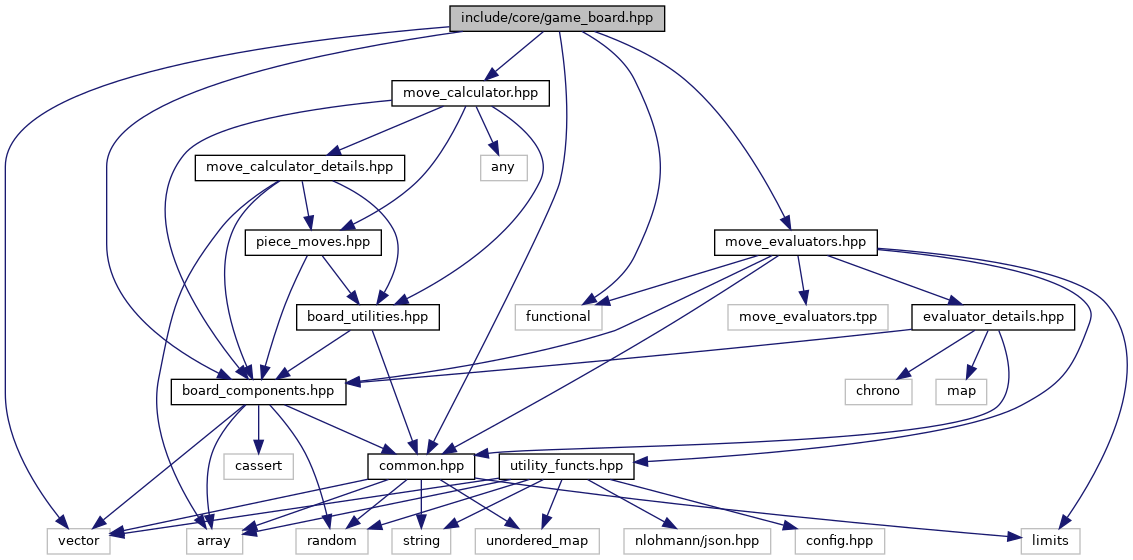 include/core/game_board.hpp
move_calculator.hpp
move_calculator_details.hpp
any
piece_moves.hpp
move_evaluators.hpp
board_utilities.hpp
functional
move_evaluators.tpp
evaluator_details.hpp
board_components.hpp
chrono
map
cassert
common.hpp
utility_functs.hpp
vector
array
random
string
unordered_map
nlohmann/json.hpp
config.hpp
limits